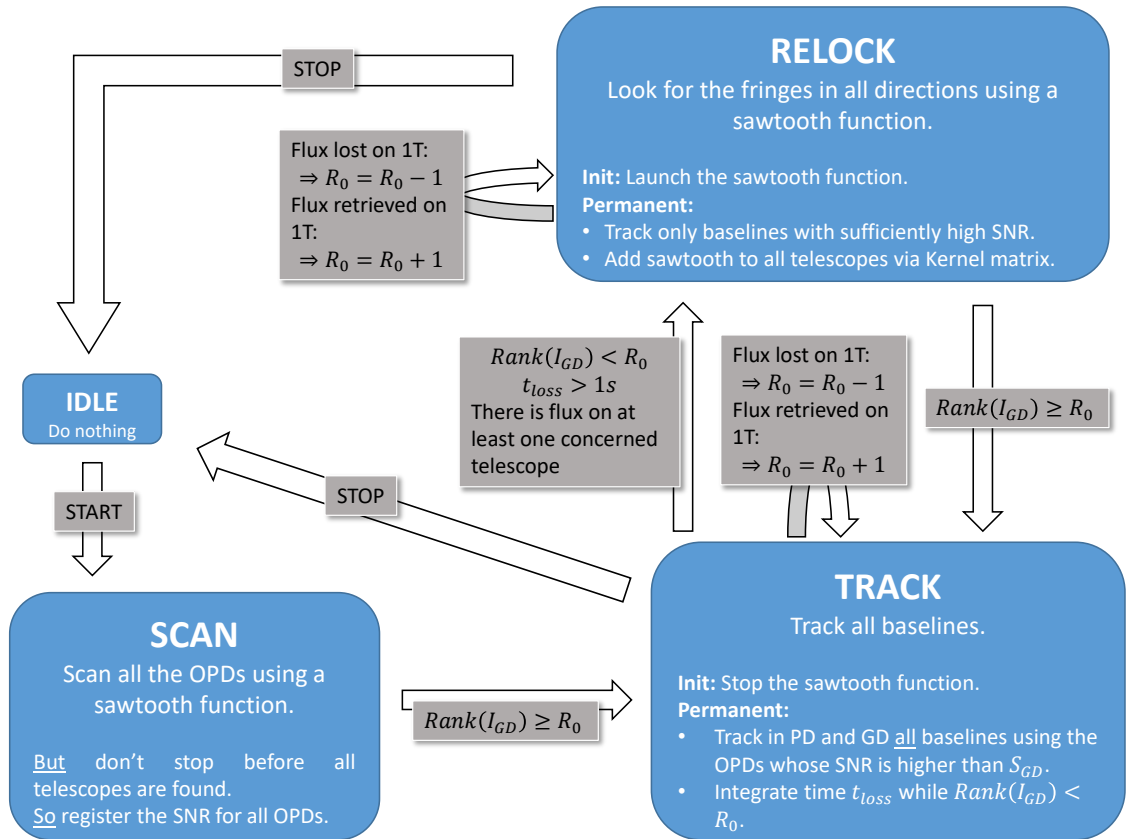 STOP
RELOCK
Look for the fringes in all directions using a
sawtooth function.
Init: Launch the sawtooth function.
Permanent:
• Track only baselines with sufficiently high SNR.
• Add sawtooth to all telescopes via Kernel matrix.
Flux lost on 1T:
⇒ R₀ = R₀ − 1
Flux retrieved on
1T:
⇒ R₀ = R₀ + 1
IDLE
Do nothing
START
Rank(I_GD) < R₀
t_loss > 1s
There is flux on at
least one concerned
telescope
Flux lost on 1T:
⇒ R₀ = R₀ − 1
Flux retrieved on
1T:
⇒ R₀ = R₀ + 1
Rank(I_GD) ≥ R₀
STOP
SCAN
Scan all the OPDs using a
sawtooth function.
But don't stop before all
telescopes are found.
So register the SNR for all OPDs.
Rank(I_GD) ≥ R₀
TRACK
Track all baselines.
Init: Stop the sawtooth function.
Permanent:
• Track in PD and GD all baselines using the
OPDs whose SNR is higher than S_GD.
• Integrate time t_loss while Rank(I_GD) <
R₀.